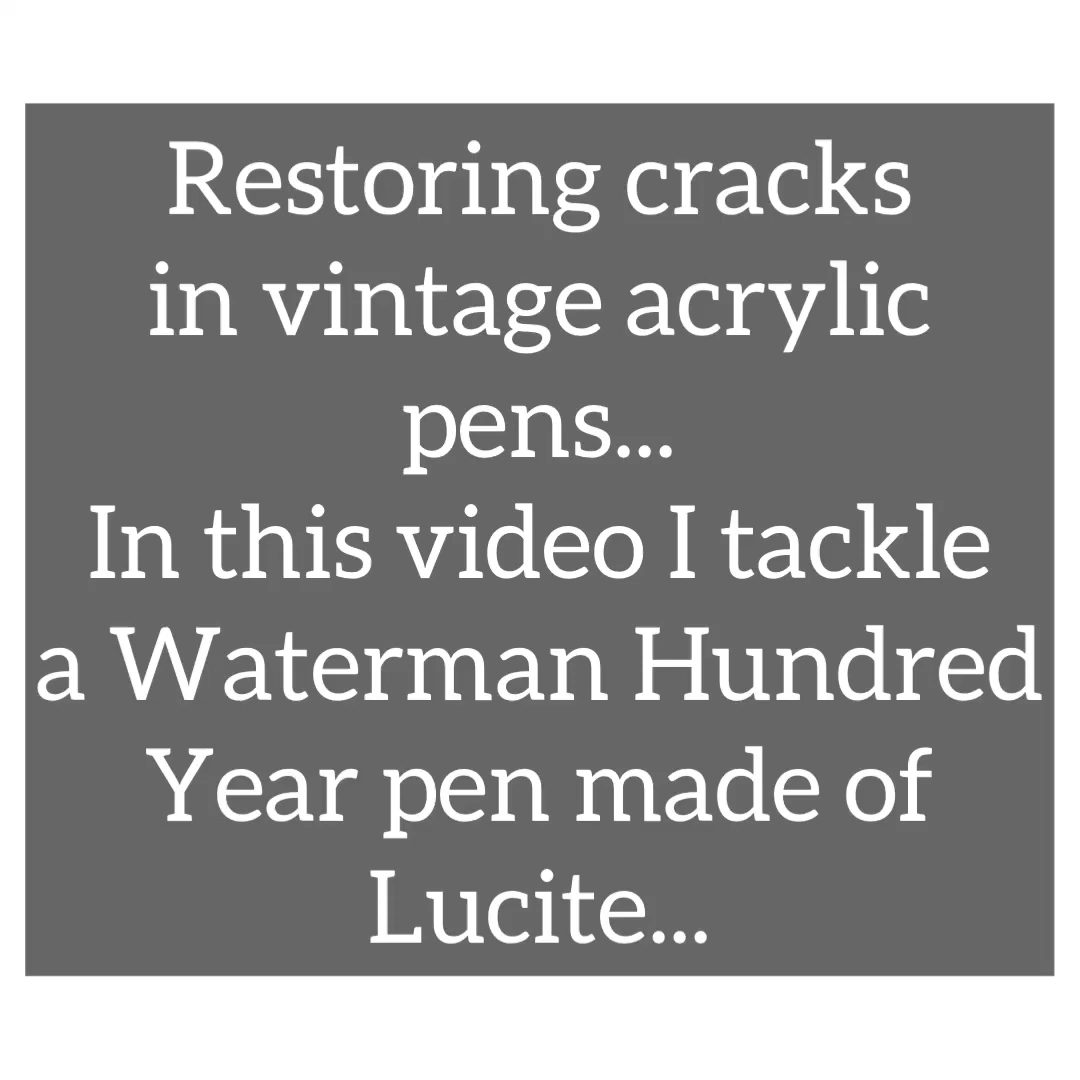 Restoring cracks
in vintage acrylic
pens...
In this video I tackle
a Waterman Hundred
Year pen made of
Lucite...